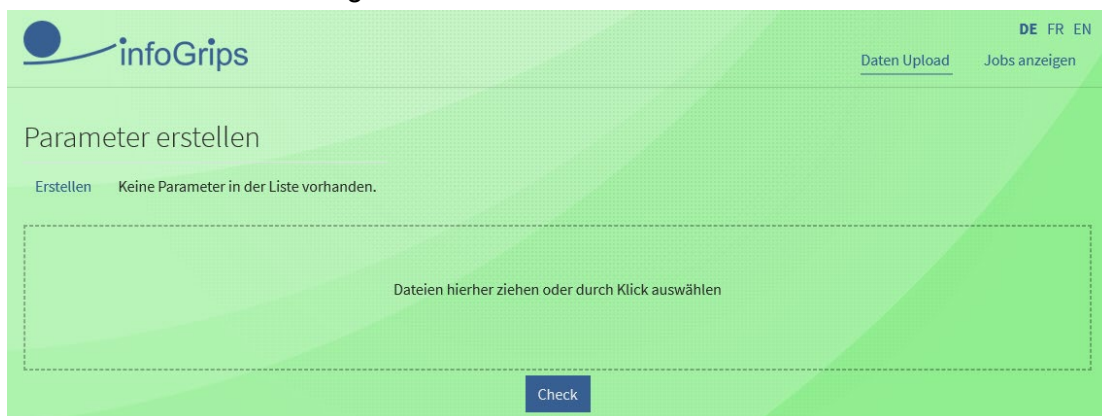 infoGrips
DE FR EN
Daten Upload Jobs anzeigen
Parameter erstellen
Erstellen Keine Parameter in der Liste vorhanden.
Dateien hierher ziehen oder durch Klick auswählen
Check